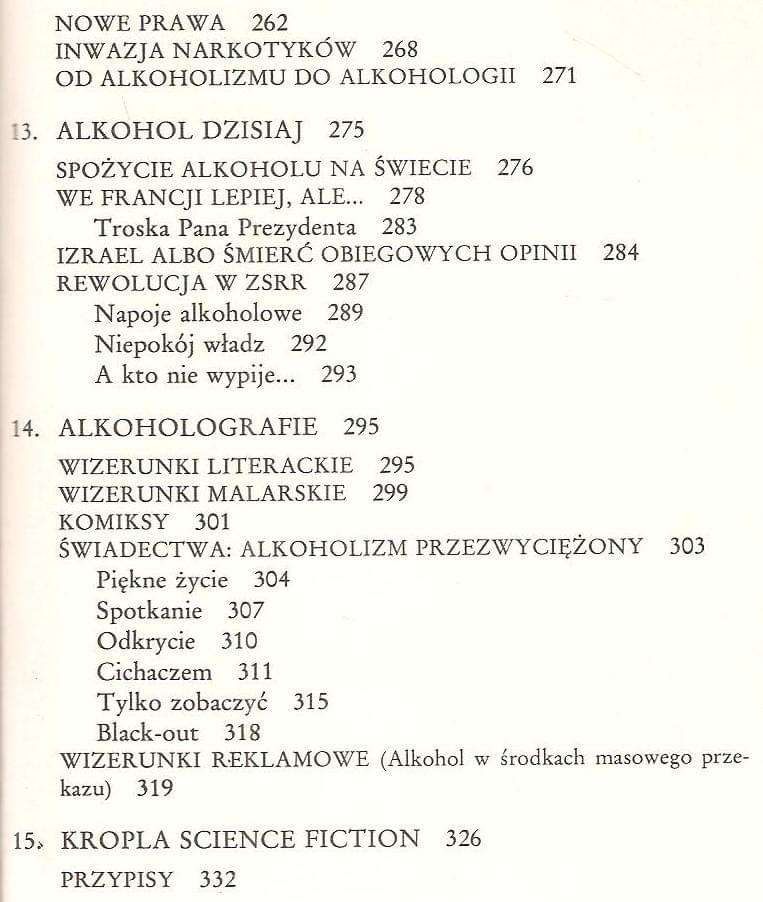 NOWE PRAWA 262
INWAZJA NARKOTYKÓW 268
OD ALKOHOLIZMU DO ALKOHOLOGII 271
13. ALKOHOL DZISIAJ 275
SPOŻYCIE ALKOHOLU NA ŚWIECIE 276
WE FRANCJI LEPIEJ, ALE... 278
Troska Pana Prezydenta 283
IZRAEL ALBO ŚMIERĆ OBIEGOWYCH OPINII 284
REWOLUCJA W ZSRR 287
Napoje alkoholowe 289
Niepokój władz 292
A kto nie wypije... 293
14. ALKOHOLOGRAFIE 295
WIZERUNKI LITERACKIE 295
WIZERUNKI MALARSKIE 299
KOMIKSY 301
ŚWIADECTWA: ALKOHOLIZM PRZEZWYCIĘŻONY 303
Piękne życie 304
Spotkanie 307
Odkrycie 310
Cichaczem 311
Tylko zobaczyć 315
Black-out 318
WIZERUNKI REKLAMOWE (Alkohol w środkach masowego prze-
kazu) 319
15. KROPLA SCIENCE FICTION 326
PRZYPISY 332